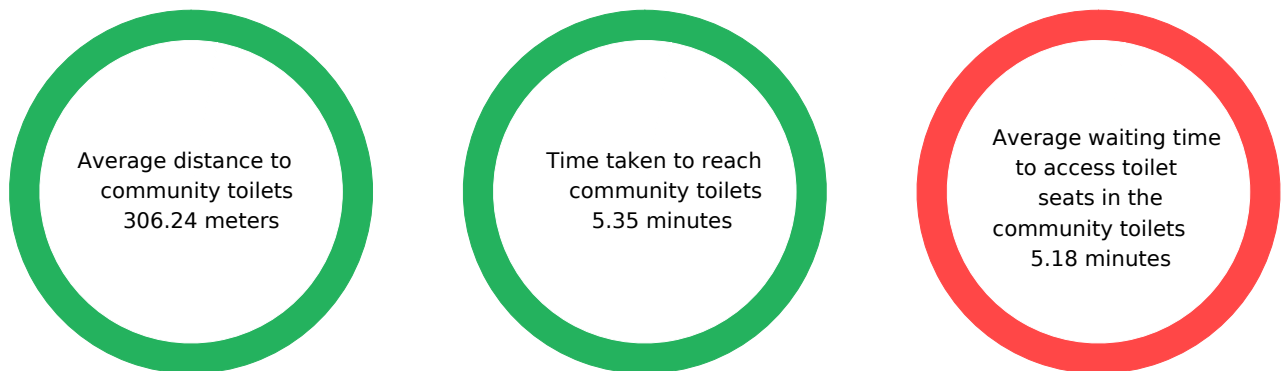 Average distance to
community toilets
306.24 meters
Time taken to reach
community toilets
5.35 minutes
Average waiting time
to access toilet
seats in the
community toilets
5.18 minutes